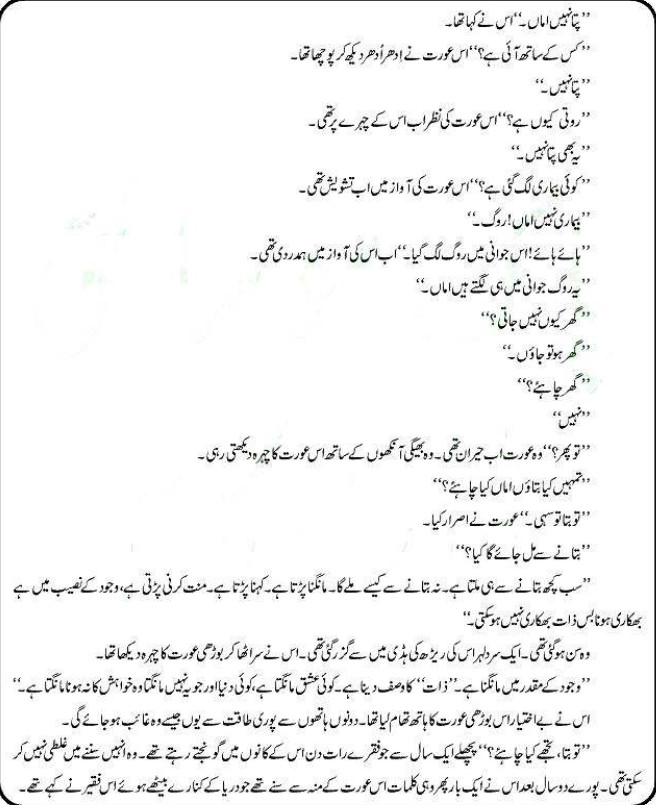 ’’پتا نہیں اماں۔‘‘ اس نے کہا تھا۔
’’کس کے ساتھ آئی ہے؟‘‘ اس عورت نے اِدھر اُدھر دیکھ کر پوچھا تھا۔
’’پتا نہیں۔‘‘
’’روتی کیوں ہے؟‘‘ اس عورت کی نظر اب اس کے چہرے پر تھی۔
’’یہ بھی پتا نہیں۔‘‘
’’کوئی بیماری لگ گئی ہے؟‘‘ اس عورت کی آواز میں اب تشویش تھی۔
’’بیماری نہیں اماں! روگ۔‘‘
’’ہائے ہائے! اس جوانی میں روگ لگ گیا۔‘‘ اب اس کی آواز میں ہمدردی تھی۔
’’یہ روگ جوانی میں ہی لگتے ہیں اماں۔‘‘
’’گھر کیوں نہیں جاتی؟‘‘
’’گھر ہو تو جاؤں۔‘‘
’’گھر چاہئے؟‘‘
’’نہیں‘‘
’’تو پھر؟‘‘ وہ عورت اب حیران تھی۔ وہ بھیگی آنکھوں کے ساتھ اس عورت کا چہرہ دیکھتی رہی۔
’’تمہیں کیا بتاؤں اماں کیا چاہئے؟‘‘
’’تو بتا تو سہی۔‘‘ عورت نے اصرار کیا۔
’’بتانے سے مل جائے گا کیا؟‘‘
’’سب کچھ بتانے سے ہی ملتا ہے۔ نہ بتانے سے کیسے ملے گا۔ مانگنا پڑتا ہے۔ کہنا پڑتا ہے۔ منت کرنی پڑتی ہے، وجود کے نصیب میں ہے
بھکاری ہونا بس ذات بھکاری نہیں ہو سکتی۔‘‘
وہ سن ہو گئی تھی۔ ایک سرد لہر اس کی ریڑھ کی ہڈی میں سے گزر گئی تھی۔ اس نے سر اٹھا کر بوڑھی عورت کا چہرہ دیکھا تھا۔
’’وجود کے مقدر میں مانگنا ہے۔ ’’ذات‘‘ کا وصف دینا ہے۔ کوئی عشق مانگتا ہے، کوئی دنیا اور جو یہ نہیں مانگتا وہ خواہش کا نہ ہونا مانگتا ہے۔‘‘
اس نے بے اختیار اس بوڑھی عورت کا ہاتھ تھام لیا تھا۔ دونوں ہاتھوں سے پوری طاقت سے یوں جیسے وہ غائب ہو جائے گی۔
’’تو بتا، تجھے کیا چاہئے؟‘‘ پچھلے ایک سال سے جو فقرے رات دن اس کے کانوں میں گونجتے رہتے تھے۔ وہ انہیں سننے میں غلطی نہیں کر
سکتی تھی۔ پورے دو سال بعد اس نے ایک بار پھر وہی کلمات اس عورت کے منہ سے سنے تھے جو دریا کے کنارے بیٹھے ہوئے اس فقیر نے کہے تھے۔